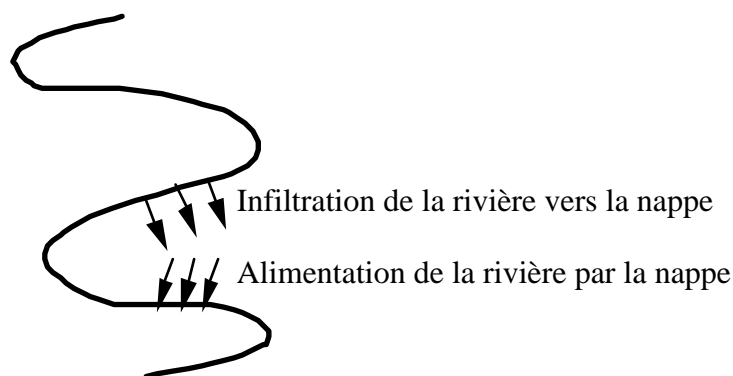 Infiltration de la rivière vers la nappe
Alimentation de la rivière par la nappe